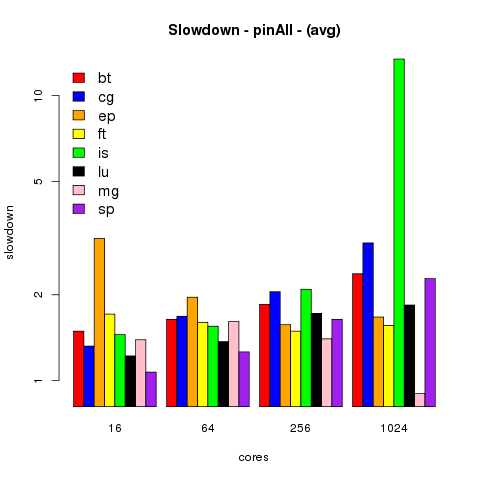 Slowdown - pinAll - (avg)
bt
cg
ep
ft
is
lu
mg
sp
slowdown
10
5
2
1
16 64 256 1024
cores